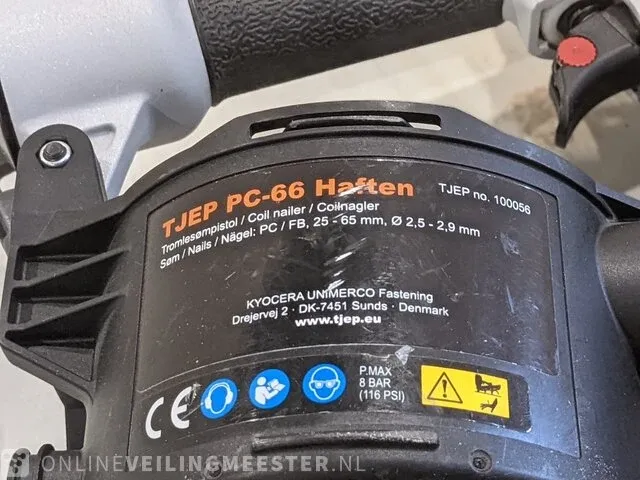 TJEP PC-66 Haften
TJEP no. 100056
Tromlesømpistol / Coil nailer / Coilnagler
Søm / Nails / Nägel: PC / FB, 25 - 65 mm, Ø 2,5 - 2,9 mm
KYOCERA UNIMERCO Fastening
Drejervej 2 · DK-7451 Sunds · Denmark
www.tjep.eu
CE
P.MAX
8 BAR
(116 PSI)
ONLINEVEILINGMEESTER.NL